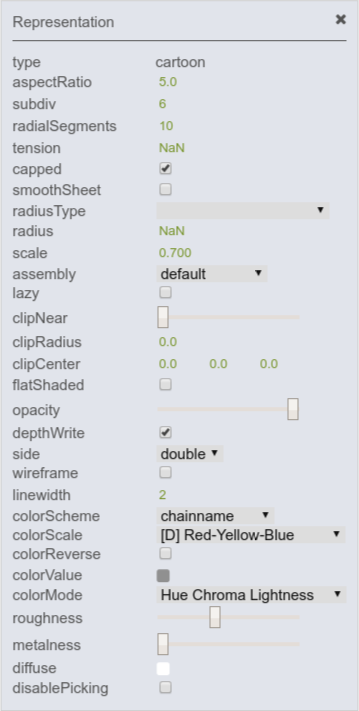 Representation ✖
type cartoon
aspectRatio 5.0
subdiv 6
radialSegments 10
tension NaN
capped
smoothSheet
radiusType
radius NaN
scale 0.700
assembly default
lazy
clipNear
clipRadius 0.0
clipCenter 0.0 0.0 0.0
flatShaded
opacity
depthWrite
side double
wireframe
linewidth 2
colorScheme chainname
colorScale [D] Red-Yellow-Blue
colorReverse
colorValue
colorMode Hue Chroma Lightness
roughness
metalness
diffuse
disablePicking